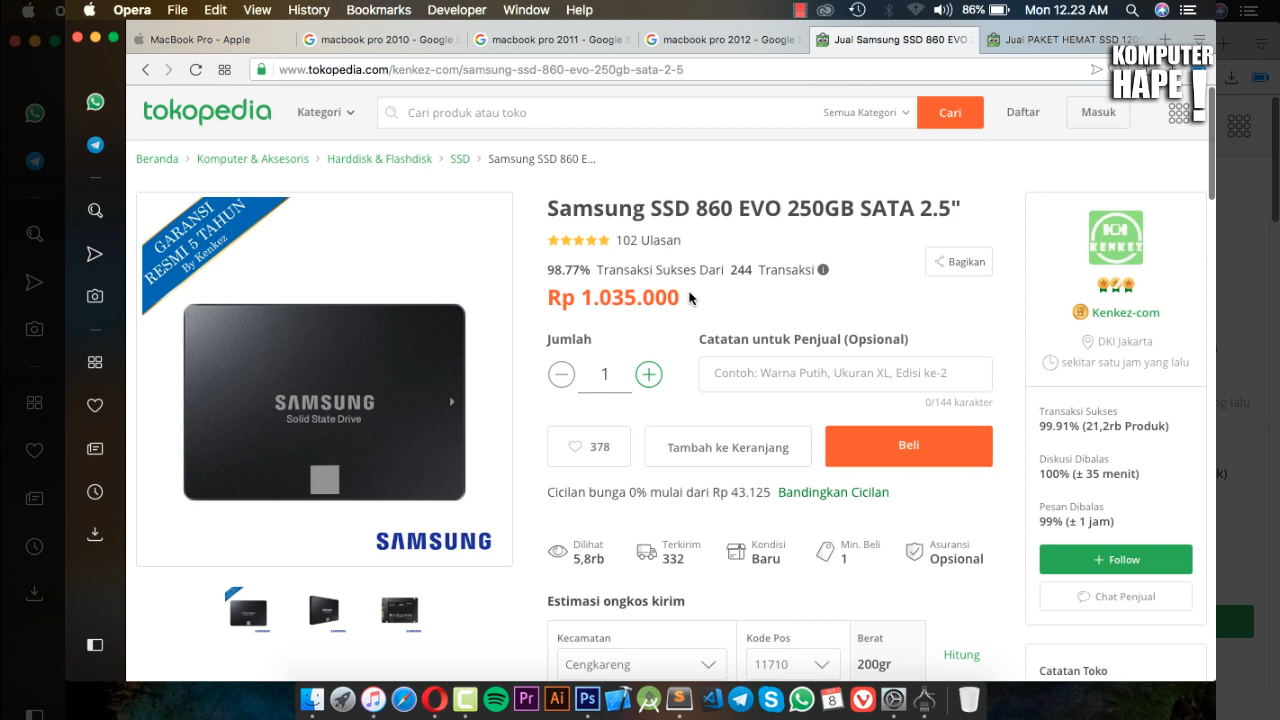 Opera File Edit View History Bookmarks Developer Window Help 86% Mon 12.23 AM
MacBook Pro - Apple
macbook pro 2010 - Google S
macbook pro 2011 - Google S
macbook pro 2012 - Google S
Jual Samsung SSD 860 EVO
Jual PAKET HEMAT SSD 120
www.tokopedia.com/kenkez-com/samsung-ssd-860-evo-250gb-sata-2-5
KOMPUTER
HAPE!
tokopedia
Kategori
Cari produk atau toko
Semua Kategori
Cari
Daftar
Masuk
Beranda > Komputer & Aksesoris > Harddisk & Flashdisk > SSD > Samsung SSD 860 E...
GARANSI
RESMI 5 TAHUN
By Kenkez
SAMSUNG
Solid State Drive
SAMSUNG
Samsung SSD 860 EVO 250GB SATA 2.5"
102 Ulasan
98.77% Transaksi Sukses Dari 244 Transaksi
Bagikan
Rp 1.035.000
Jumlah
1
Catatan untuk Penjual (Opsional)
Contoh: Warna Putih, Ukuran XL, Edisi ke-2
0/144 karakter
378
Tambah ke Keranjang
Beli
Cicilan bunga 0% mulai dari Rp 43.125 Bandingkan Cicilan
Dilihat
5,8rb
Terkirim
332
Kondisi
Baru
Min. Beli
1
Asuransi
Opsional
Estimasi ongkos kirim
Kecamatan
Cengkareng
Kode Pos
11710
Berat
200gr
Hitung
KENKEZ
Kenkez-com
DKI Jakarta
sekitar satu jam yang lalu
Transaksi Sukses
99.91% (21,2rb Produk)
Diskusi Dibalas
100% (± 35 menit)
Pesan Dibalas
99% (± 1 jam)
+ Follow
Chat Penjual
Catatan Toko
Pr
Ai
Ps
8